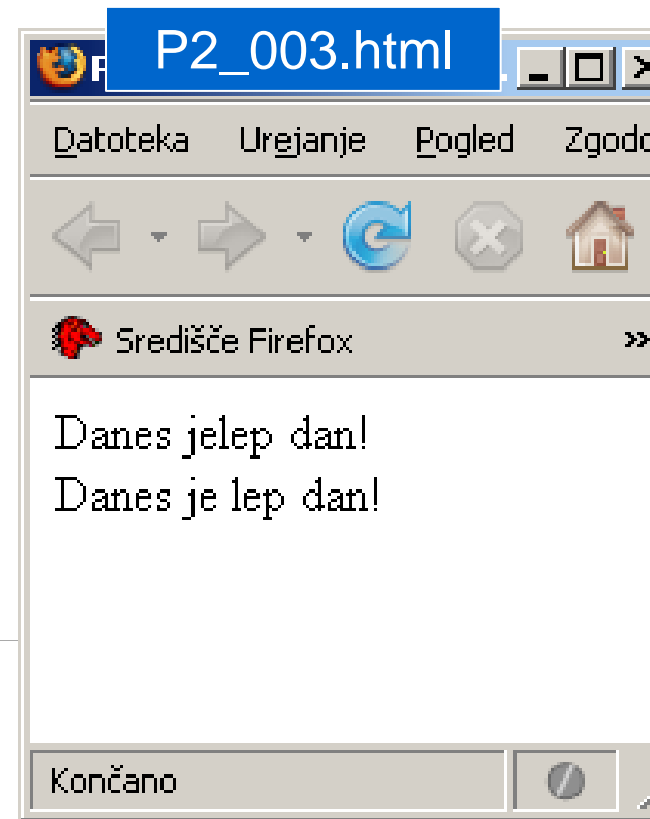 P2_003.html
Datoteka Urejanje Pogled
Središče Firefox
Danes jelep dan!
Danes je lep dan!
Končano